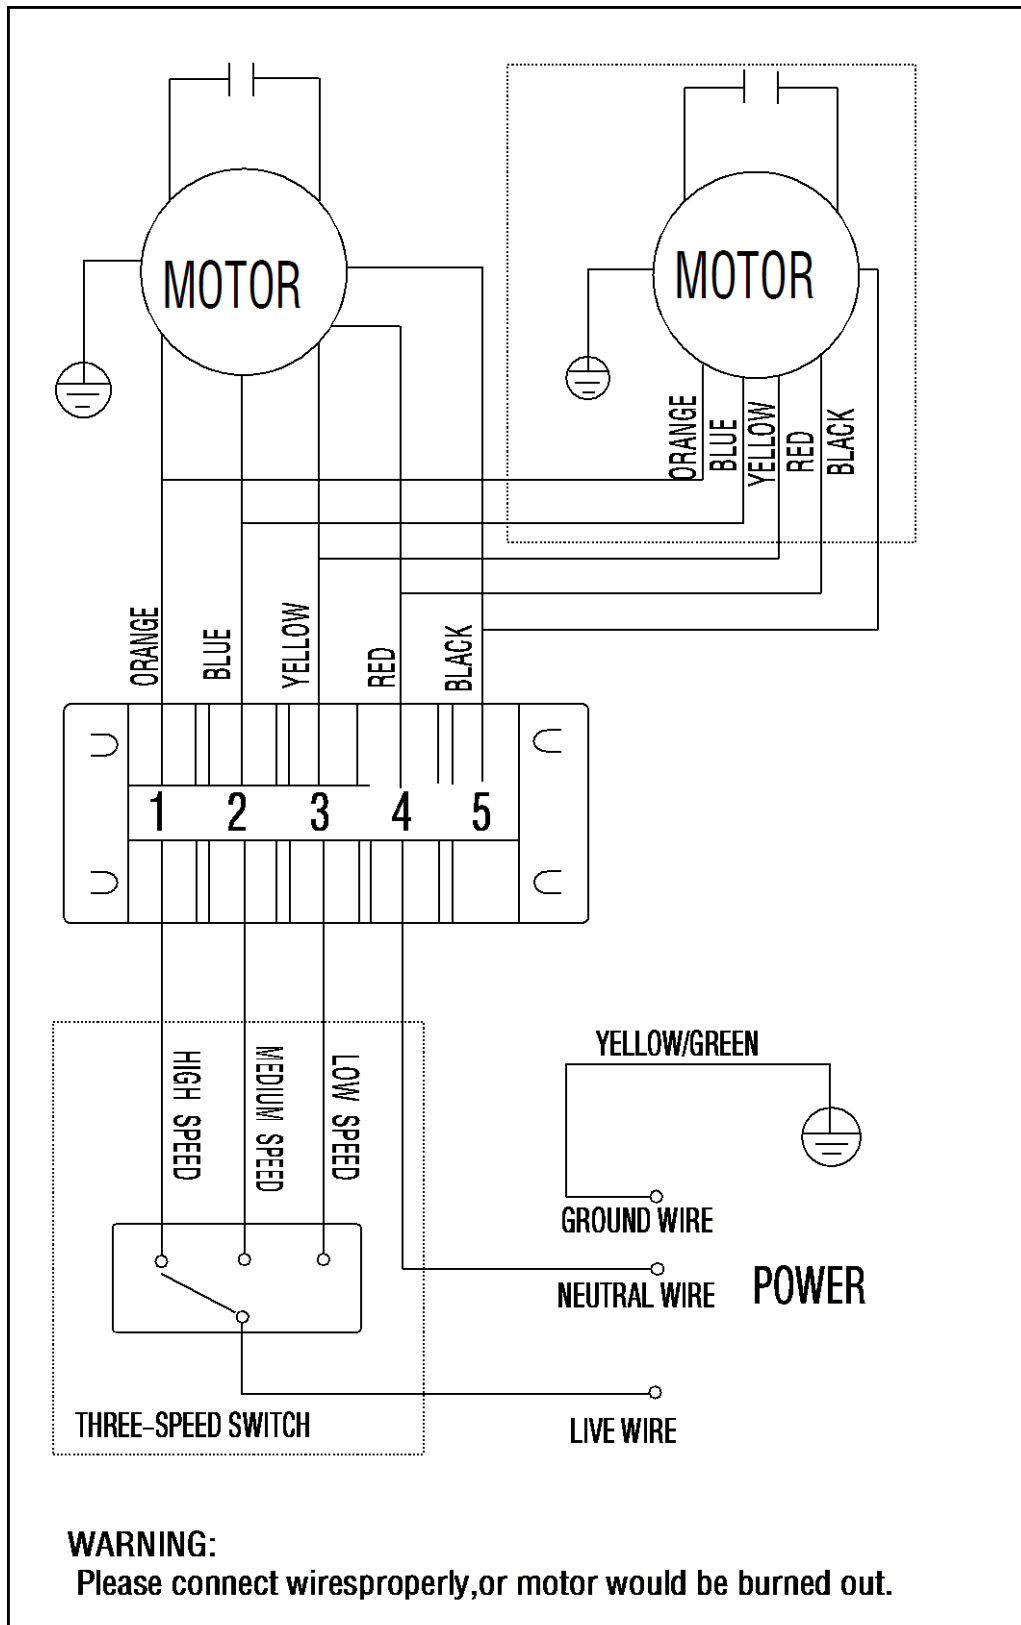 MOTOR
MOTOR
ORANGE
BLUE
YELLOW
RED
BLACK
ORANGE
BLUE
YELLOW
RED
BLACK
1 2 3 4 5
HIGH SPEED
MEDIUM SPEED
LOW SPEED
YELLOW/GREEN
GROUND WIRE
NEUTRAL WIRE
POWER
THREE-SPEED SWITCH
LIVE WIRE
WARNING:
Please connect wiresproperly,or motor would be burned out.